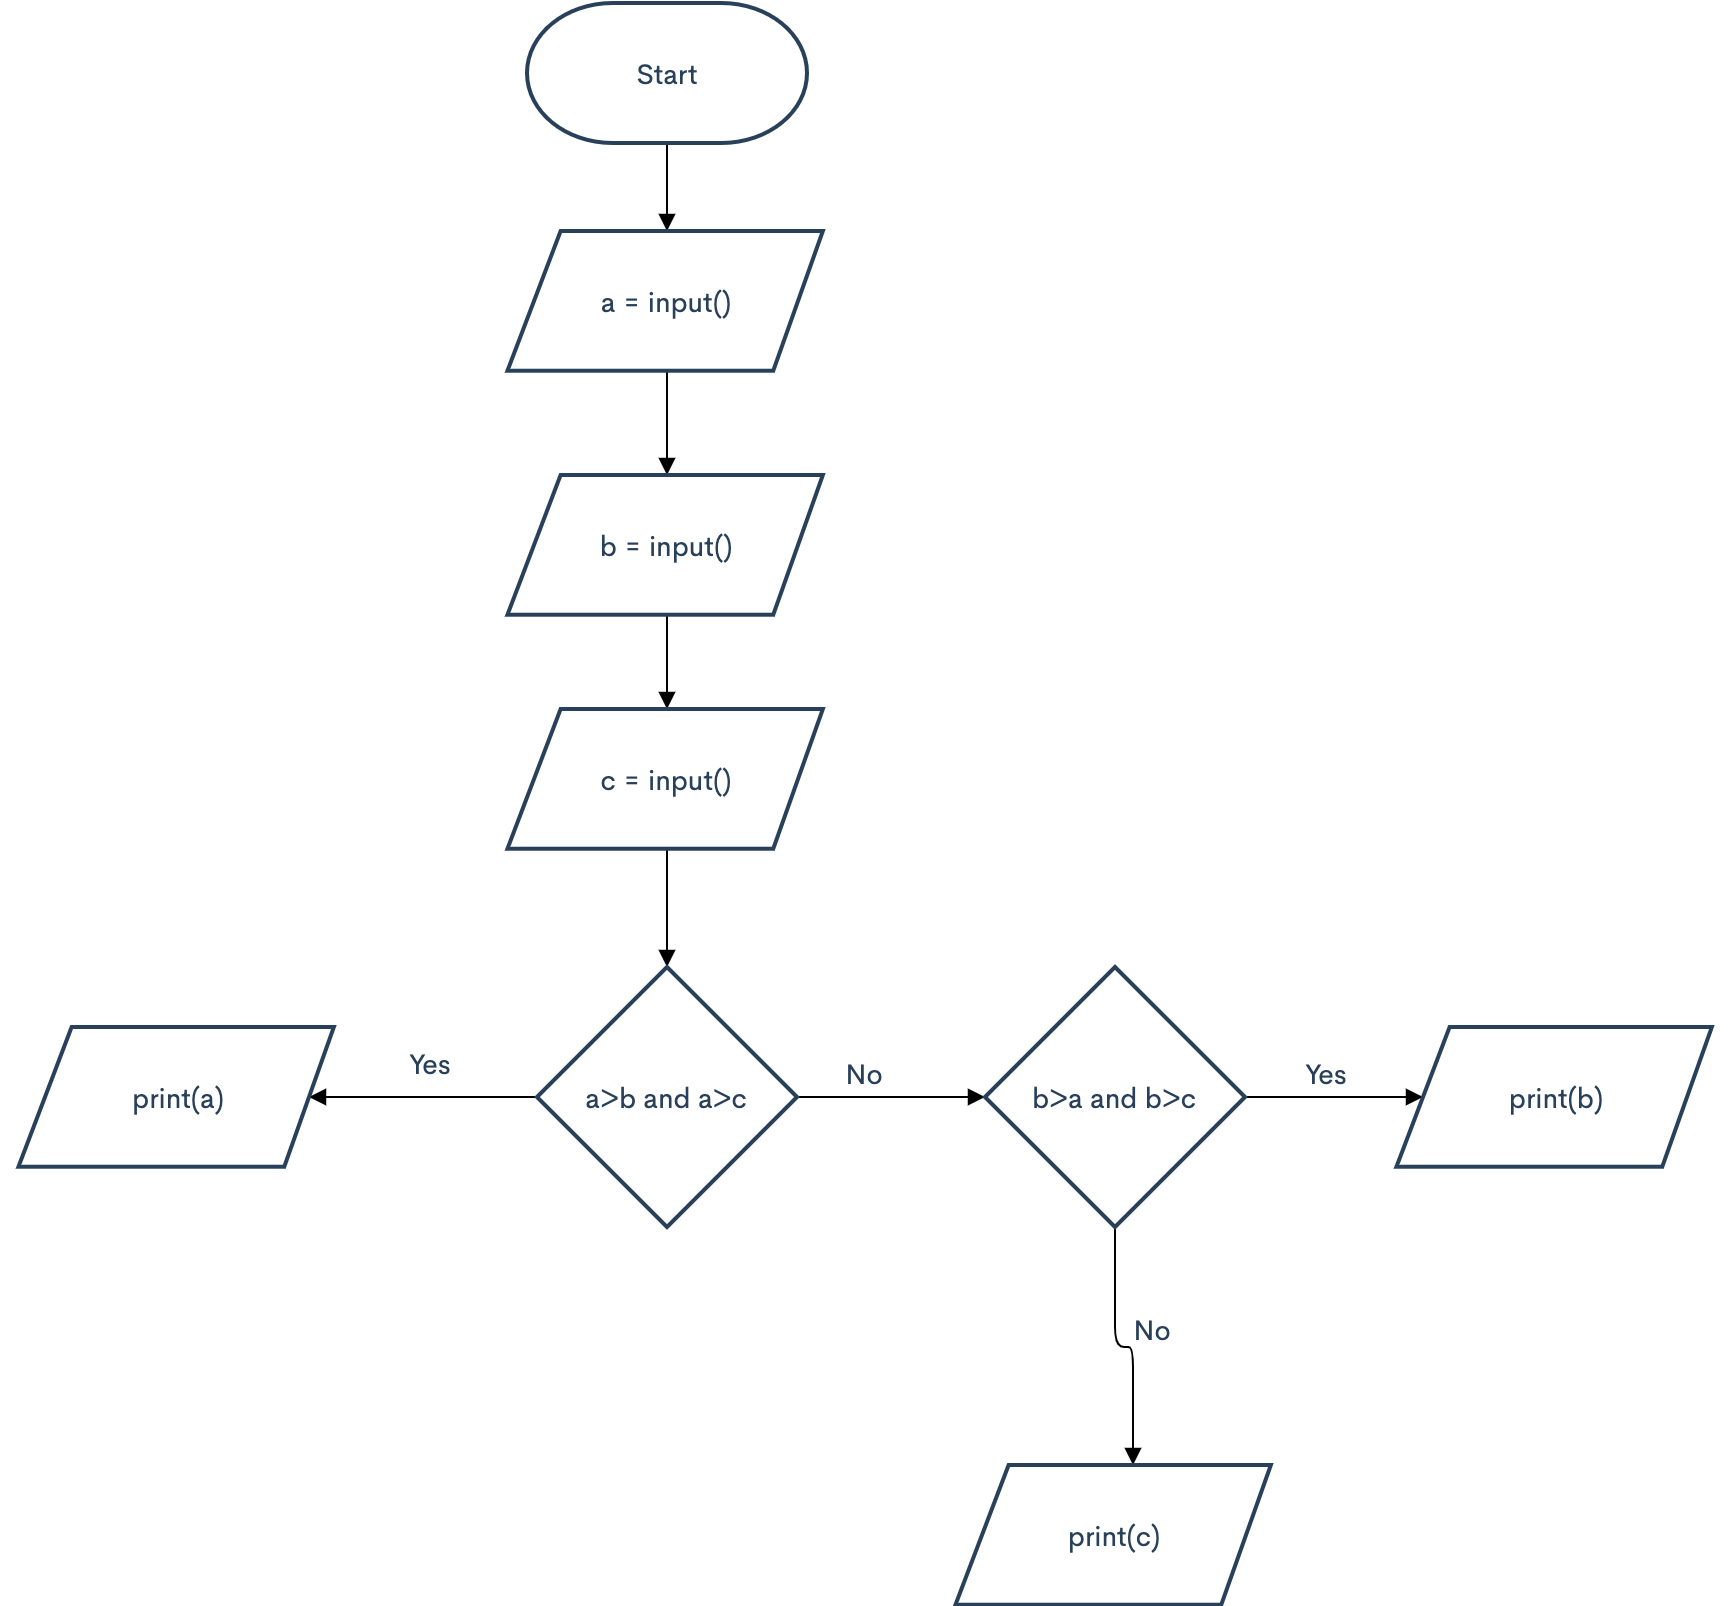 Start
a = input()
b = input()
c = input()
Yes
print(a)
a>b and a>c
No
b>a and b>c
Yes
print(b)
No
print(c)